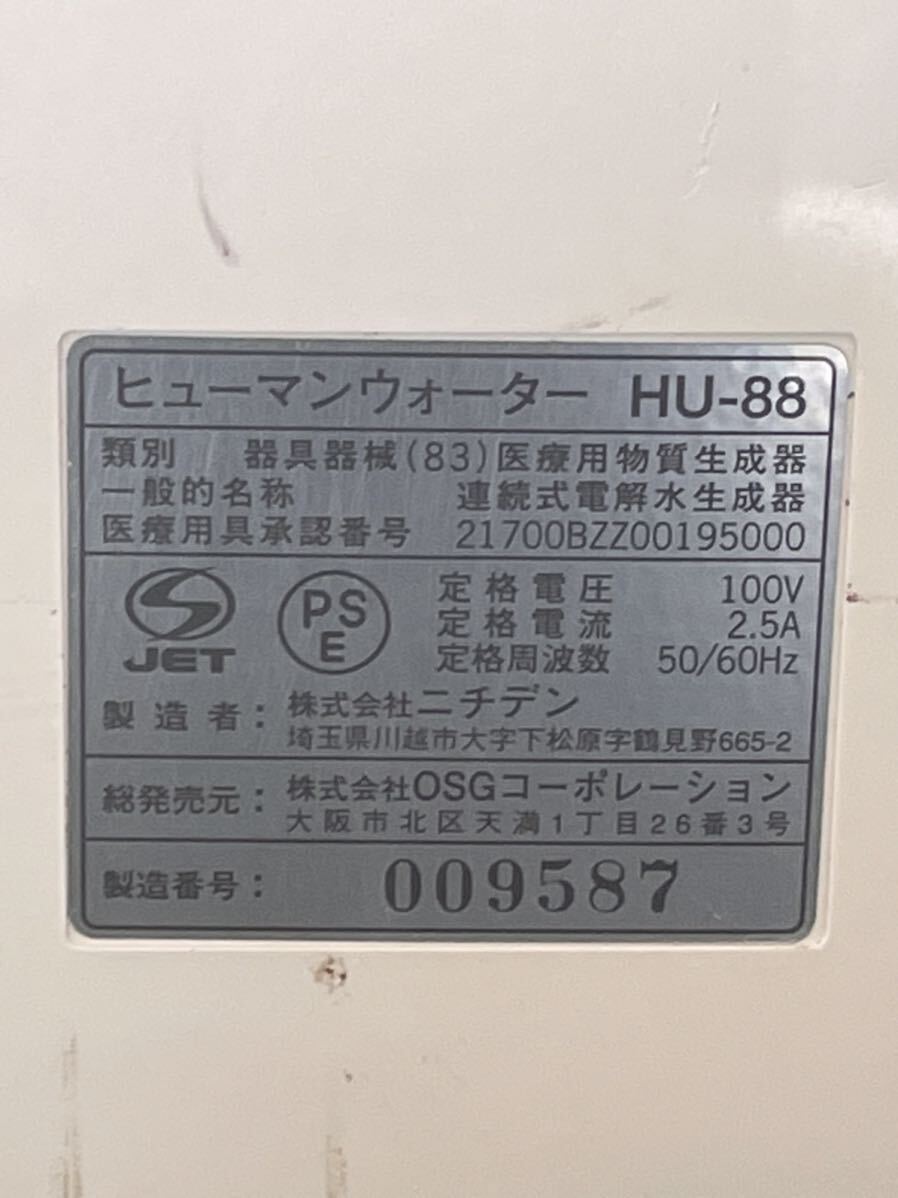 ヒューマンウォーター HU-88
類別 器具器械(83)医療用物質生成器
一般的名称 連続式電解水生成器
医療用具承認番号 21700BZZ00195000
JET
PS
E
定格電圧 100V
定格電流 2.5A
定格周波数 50/60Hz
製造者: 株式会社ニチデン
埼玉県川越市大字下松原字鶴見野665-2
総発売元: 株式会社OSGコーポレーション
大阪市北区天満1丁目26番3号
製造番号: 009587